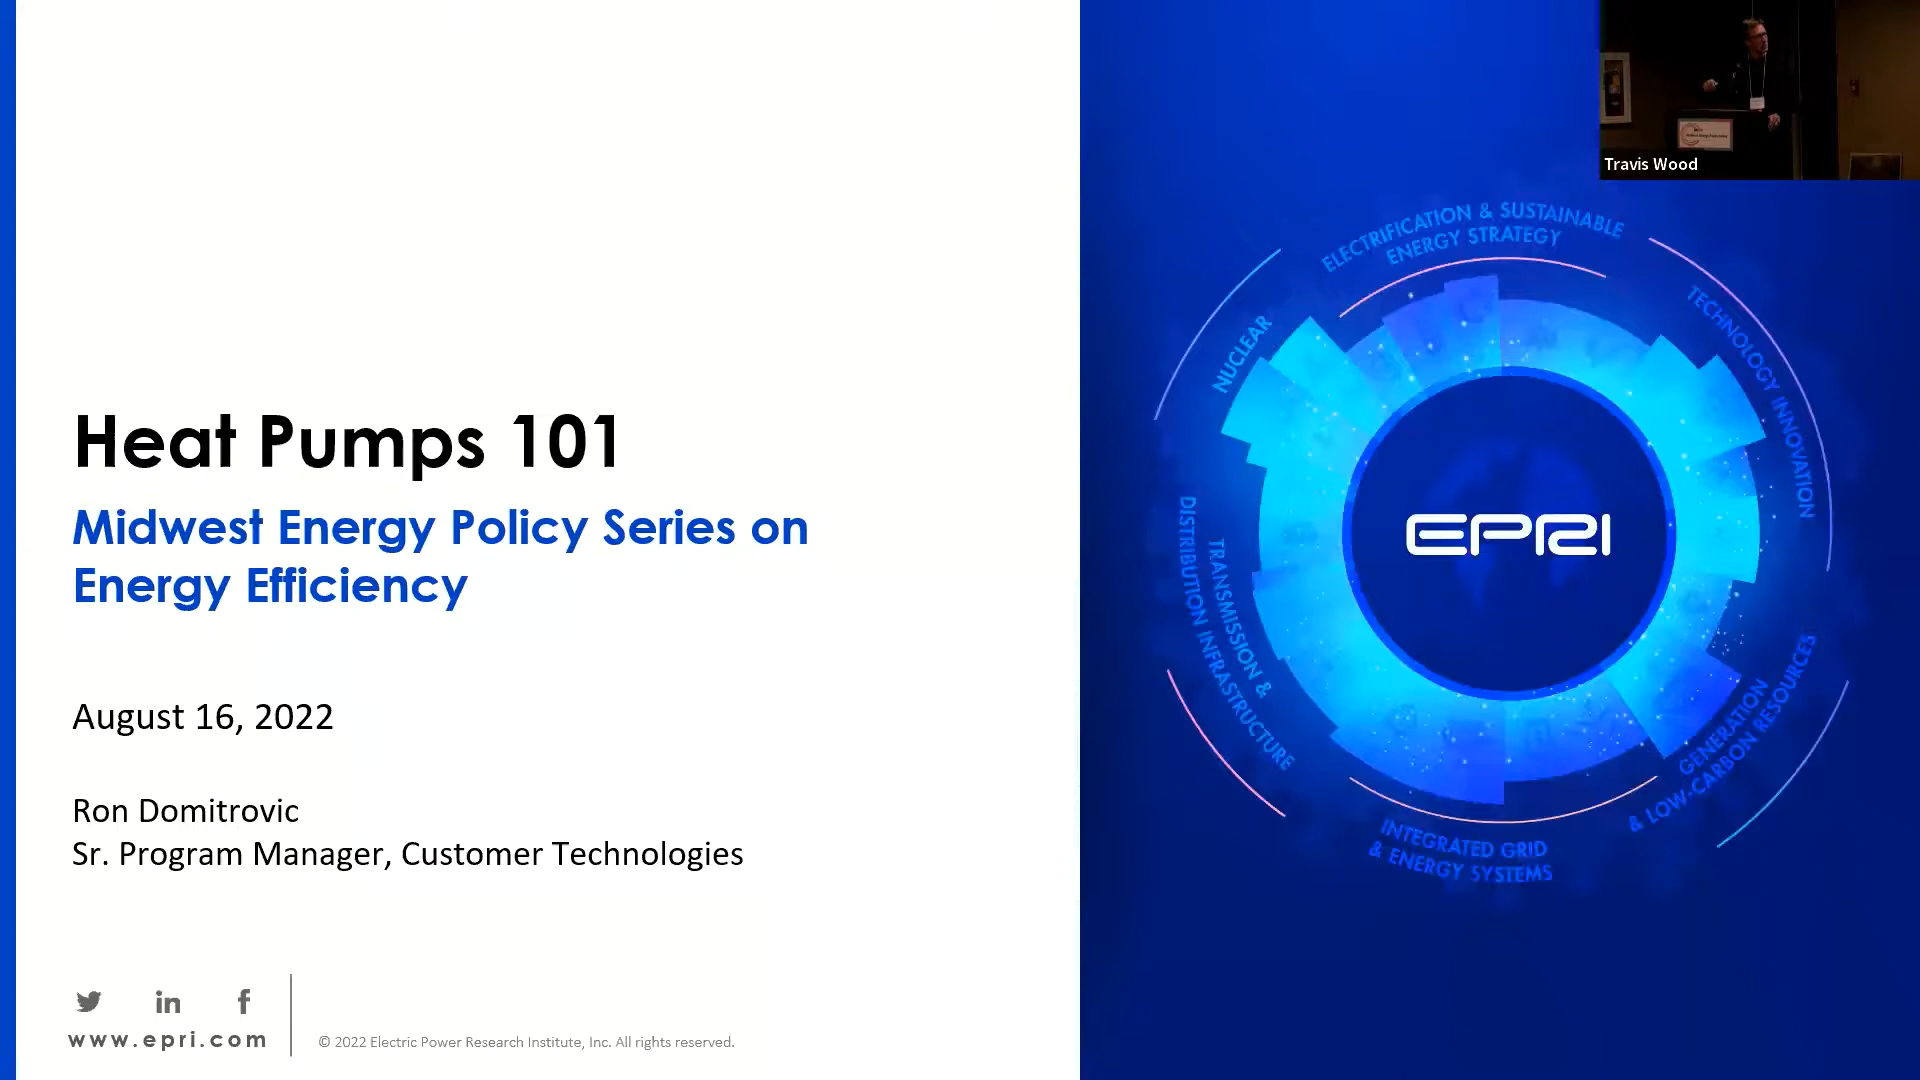 Heat Pumps 101
Midwest Energy Policy Series on
Energy Efficiency
August 16, 2022
Ron Domitrovic
Sr. Program Manager, Customer Technologies
www.epri.com
© 2022 Electric Power Research Institute, Inc. All rights reserved.
Travis Wood
ELECTRIFICATION & SUSTAINABLE
ENERGY STRATEGY
TECHNOLOGY INNOVATION
GENERATION
& LOW-CARBON RESOURCES
INTEGRATED GRID
& ENERGY SYSTEMS
TRANSMISSION &
DISTRIBUTION INFRASTRUCTURE
NUCLEAR
EPRI